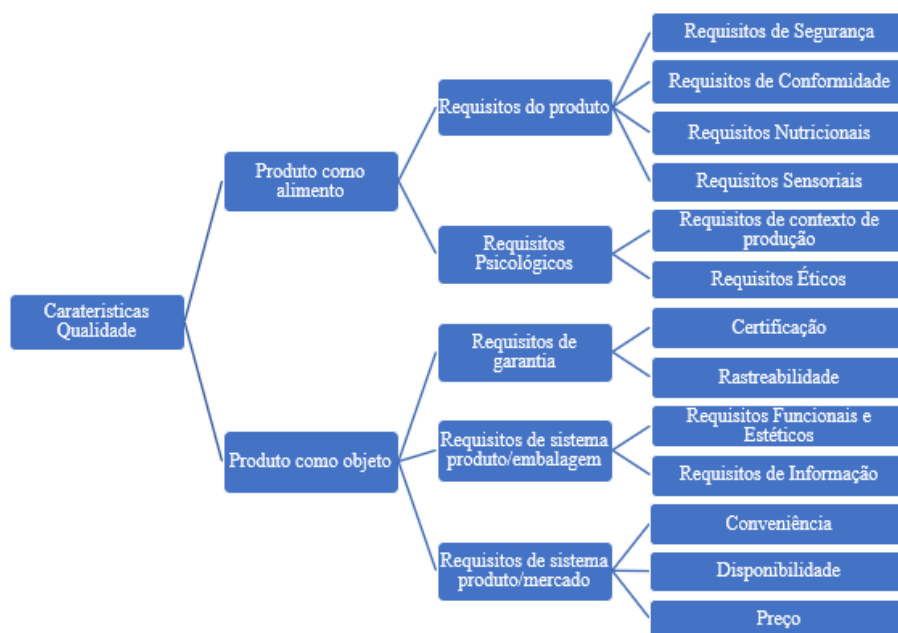 Requisitos de Segurança
Requisitos de Conformidade
Requisitos do produto
Requisitos Nutricionais
Produto como
alimento
Requisitos Sensoriais
Requisitos
Psicológicos
Requisitos de contexto de
produção
Requisitos Éticos
Carateristicas
Qualidade
Requisitos de
garantia
Certificação
Rastreabilidade
Produto como objeto
Requisitos de sistema
produto/embalagem
Requisitos Funcionais e
Estéticos
Requisitos de Informação
Requisitos de sistema
produto/mercado
Conveniência
Disponibilidade
Preço